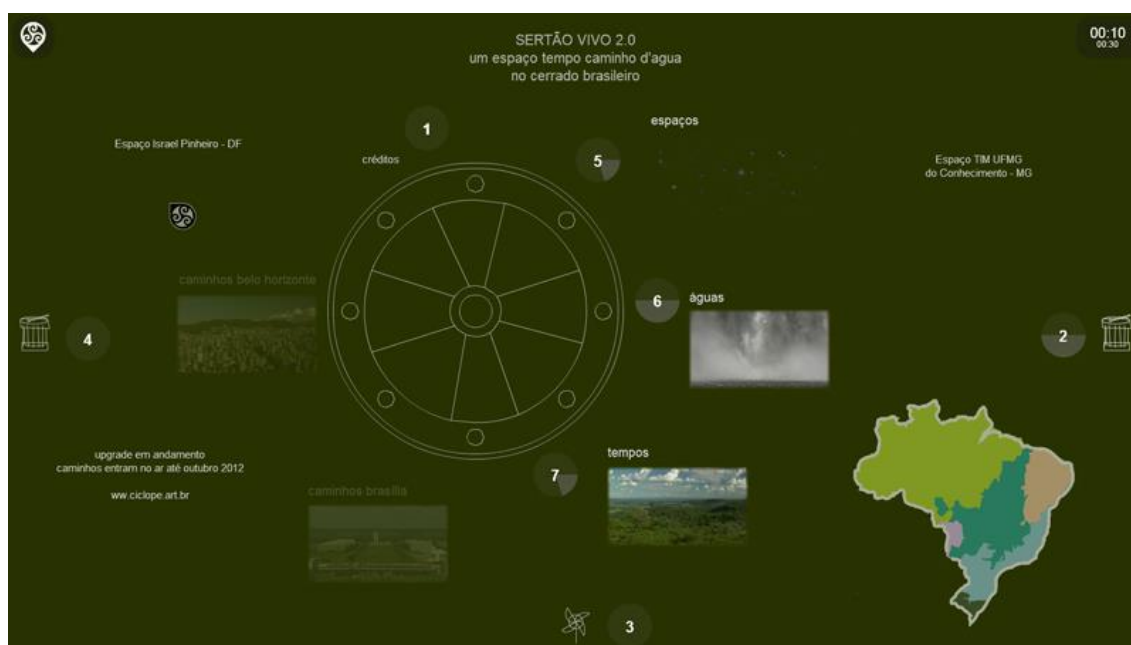 SERTÃO VIVO 2.0
um espaço tempo caminho d'agua
no cerrado brasileiro
00:10
00:30
1
espaços
Espaço Israel Pinheiro - DF
créditos
5
Espaço TIM UFMG
do Conhecimento - MG
caminhos belo horizonte
6
águas
4
2
upgrade em andamento
caminhos entram no ar até outubro 2012
ww.ciclope.art.br
tempos
7
caminhos brasília
3